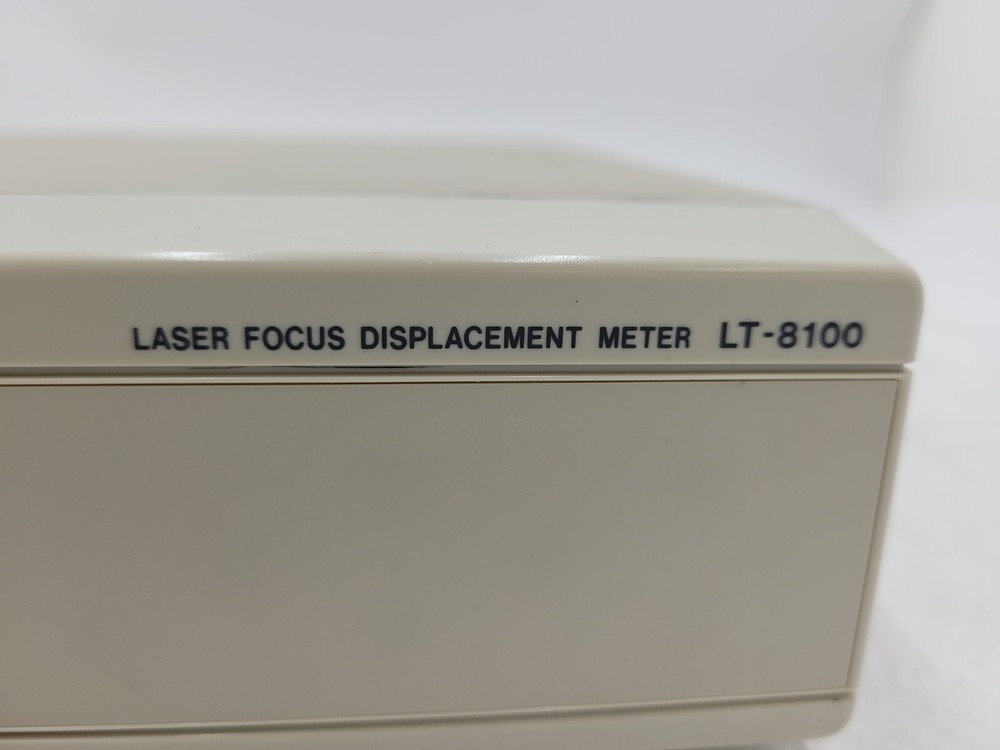 LASER FOCUS DISPLACEMENT METER LT-8100